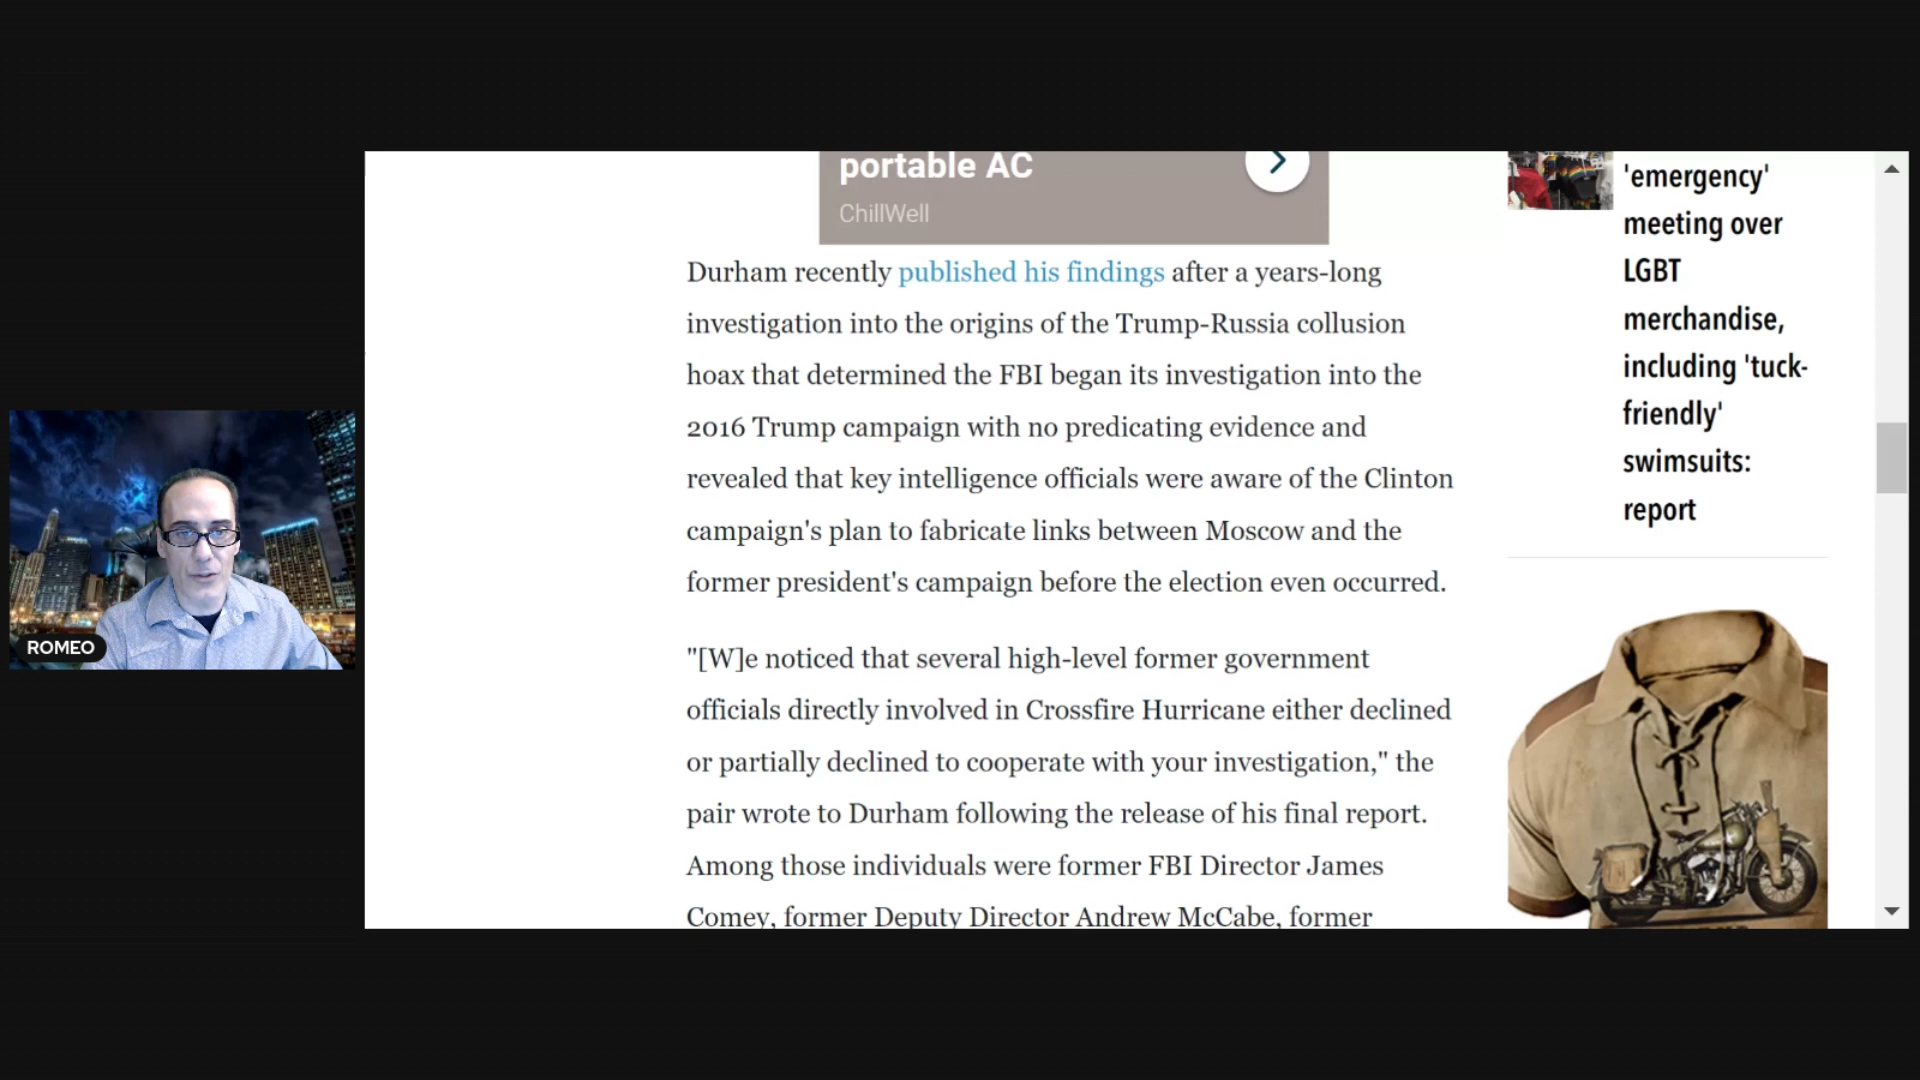 portable AC
ChillWell
Durham recently published his findings after a years-long
investigation into the origins of the Trump-Russia collusion
hoax that determined the FBI began its investigation into the
2016 Trump campaign with no predicating evidence and
revealed that key intelligence officials were aware of the Clinton
campaign's plan to fabricate links between Moscow and the
former president's campaign before the election even occurred.
"[W]e noticed that several high-level former government
officials directly involved in Crossfire Hurricane either declined
or partially declined to cooperate with your investigation," the
pair wrote to Durham following the release of his final report.
Among those individuals were former FBI Director James
Comey, former Deputy Director Andrew McCabe, former
'emergency'
meeting over
LGBT
merchandise,
including 'tuck-
friendly'
swimsuits:
report
ROMEO